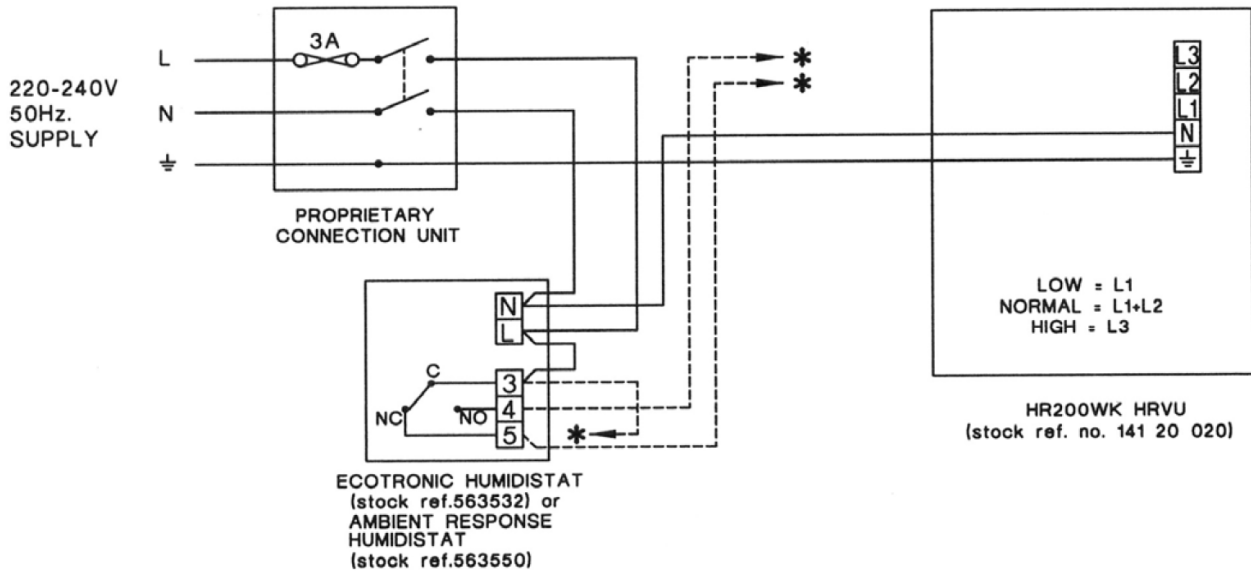 3A
L
220-240V
50Hz.
SUPPLY
N
PROPRIETARY
CONNECTION UNIT
*
*
L3
L2
L1
N
LOW = L1
NORMAL = L1+L2
HIGH = L3
HR200WK HRVU
(stock ref. no. 141 20 020)
N
L
C
3
NC
NO
4
5
*
ECOTRONIC HUMIDISTAT
(stock ref.563532) or
AMBIENT RESPONSE
HUMIDISTAT
(stock ref.563550)